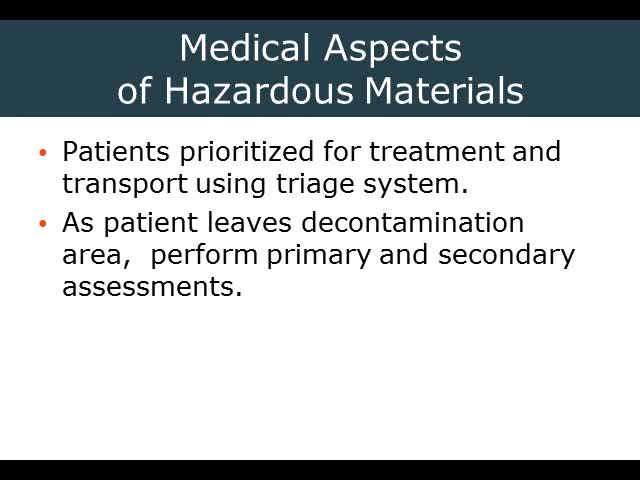 Medical Aspects
of Hazardous Materials
• Patients prioritized for treatment and
transport using triage system.
• As patient leaves decontamination
area,  perform primary and secondary
assessments.